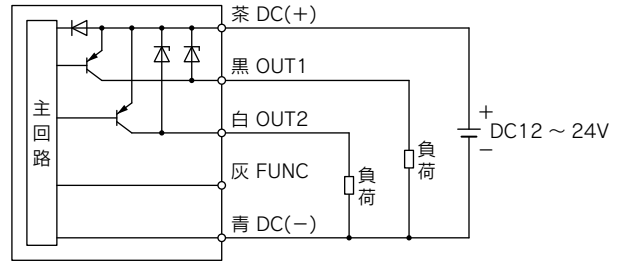 茶 DC(+)
黒 OUT1
主回路
白 OUT2
+
DC12 ~ 24V
−
負荷
負荷
灰 FUNC
青 DC(−)